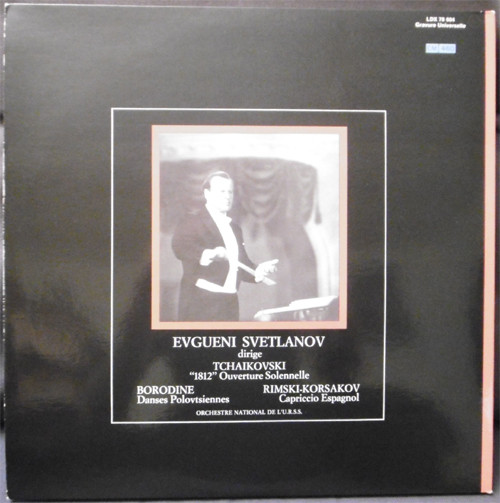 LDX 78 694
Gravure Universelle
EVGUENI SVETLANOV
dirige
TCHAIKOVSKI
“1812” Ouverture Solennelle
BORODINE
Danses Polovtsiennes
RIMSKI-KORSAKOV
Capriccio Espagnol
ORCHESTRE NATIONAL DE L'U.R.S.S.